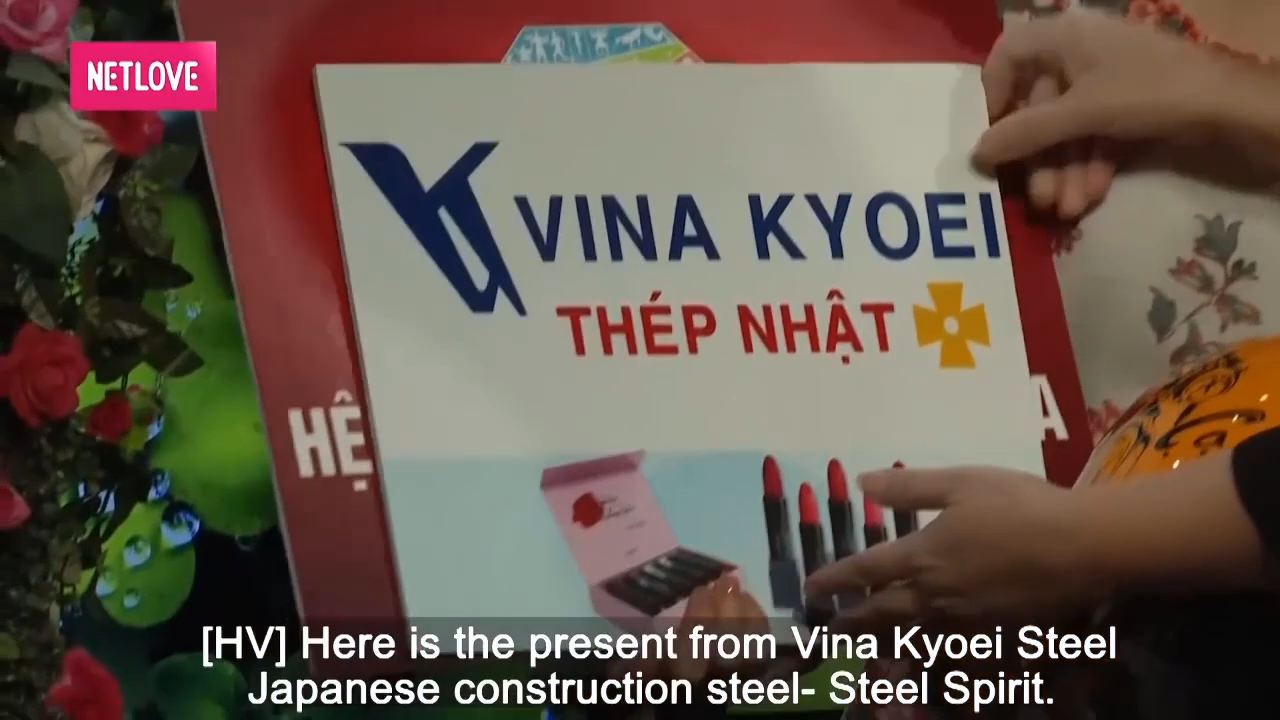 NETLOVE
VINA KYOEI
THÉP NHẬT
HỆ
A
[HV] Here is the present from Vina Kyoei Steel
Japanese construction steel- Steel Spirit.